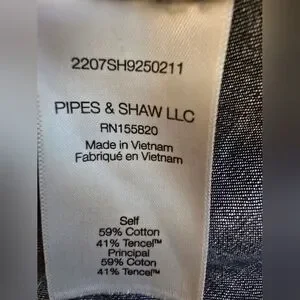 2207SH9250211
PIPES & SHAW LLC
RN155820
Made in Vietnam
Fabriqué en Vietnam
Self
59% Cotton
41% Tencel™
Principal
59% Coton
41% Tencel™